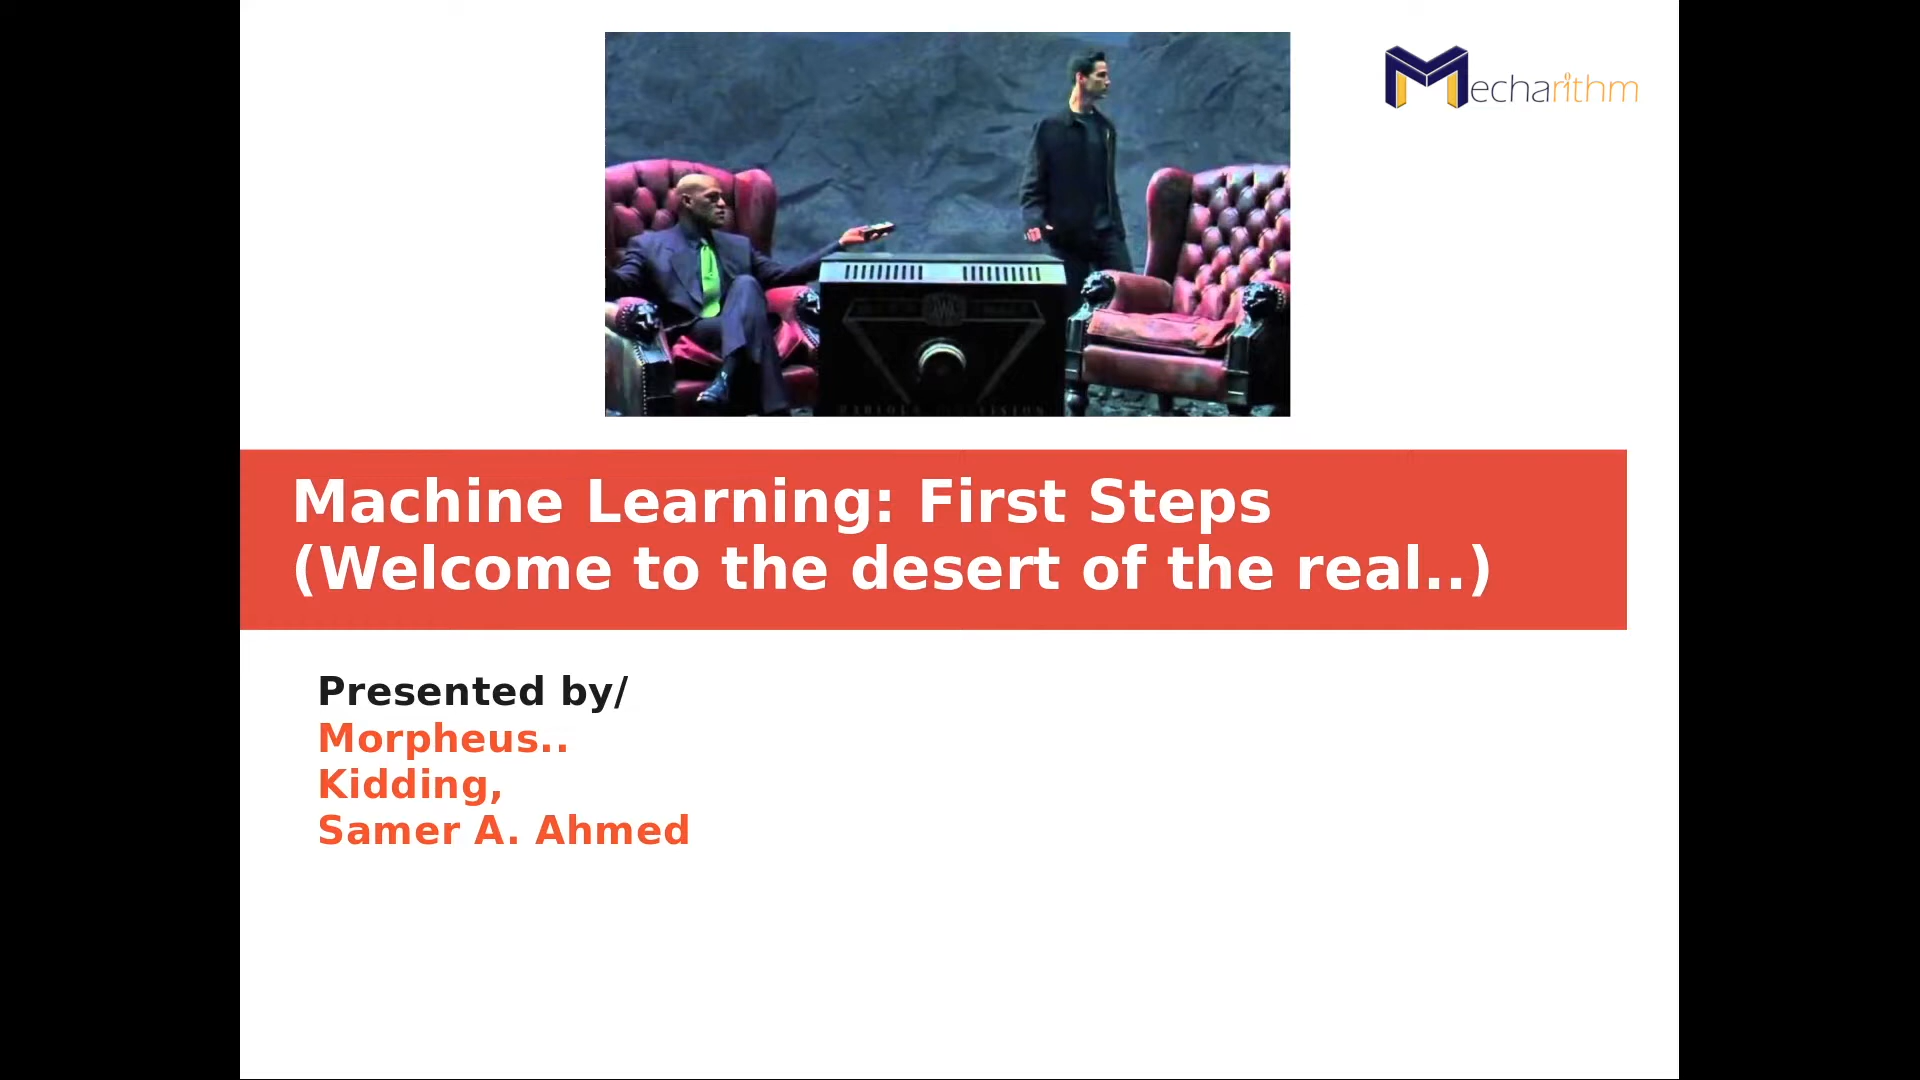 Mecharithm
Machine Learning: First Steps
(Welcome to the desert of the real..)
Presented by/
Morpheus..
Kidding,
Samer A. Ahmed